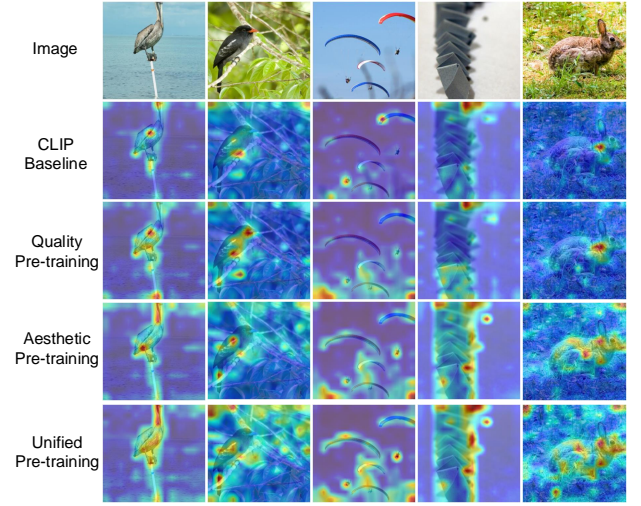 Image
CLIP
Baseline
Quality
Pre-training
Aesthetic
Pre-training
Unified
Pre-training